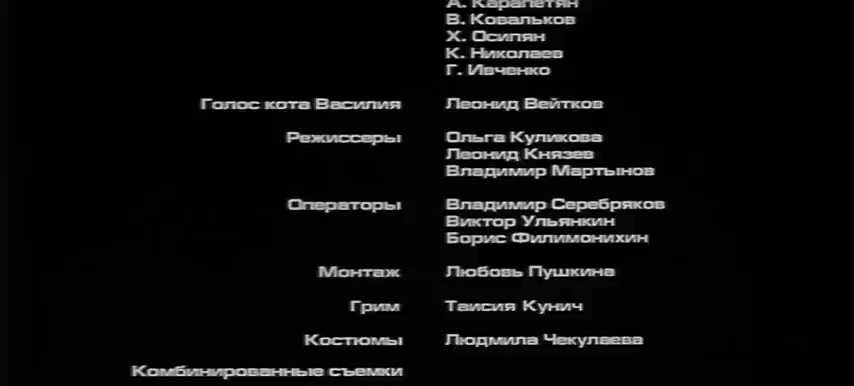 А. Карапетян
В. Ковальков
Х. Осипян
К. Николаев
Г. Ивченко
Голос кота Василия Леонид Вейтков
Режиссеры Ольга Куликова
Леонид Князев
Владимир Мартынов
Операторы Владимир Серебряков
Виктор Ульянкин
Борис Филимонихин
Монтаж Любовь Пушкина
Грим Таисия Кунич
Костюмы Людмила Чекулаева
Комбинированные съемки